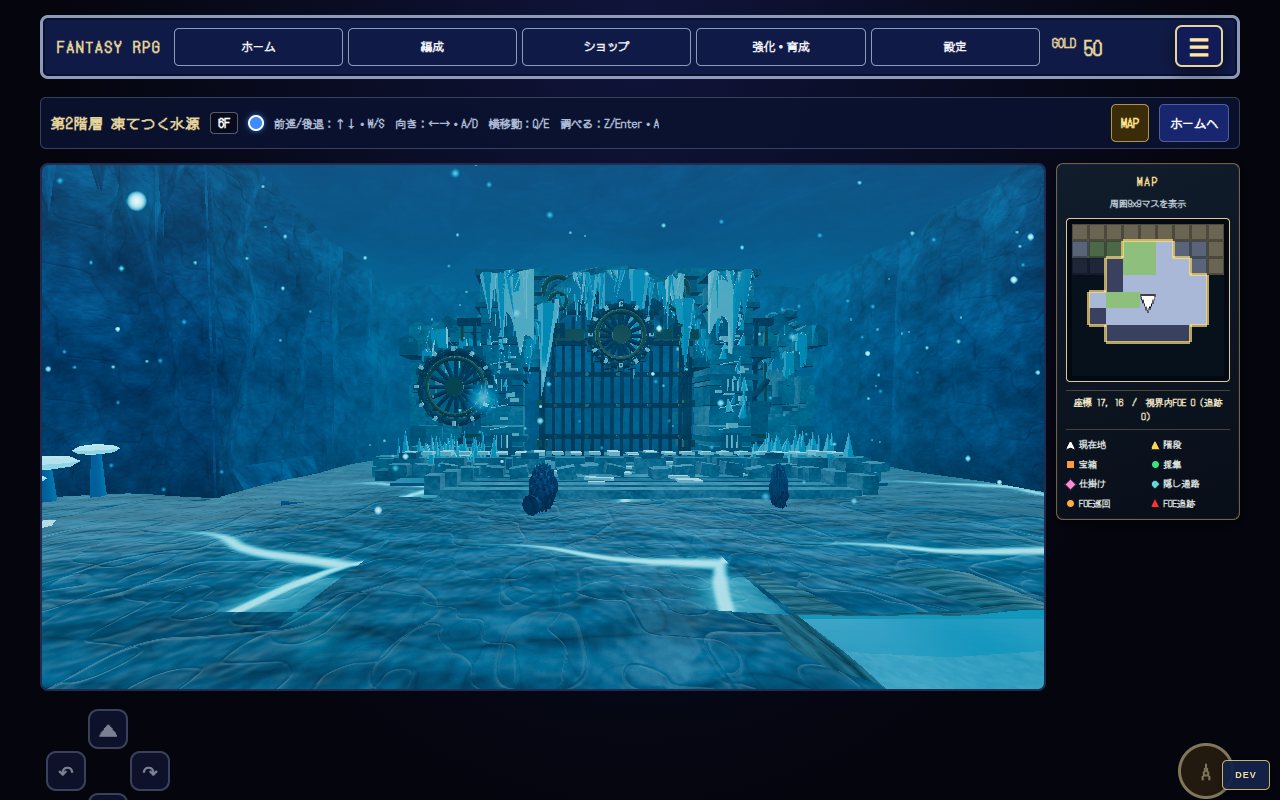 FANTASY RPG
ホーム
編成
ショップ
強化・育成
設定
GOLD 50
第2階層 凍てつく水源
6F
前進/後退:↑↓・W/S 向き:←→・A/D 横移動:Q/E 調べる:Z/Enter・A
MAP
ホームへ
MAP
周囲9x9マスを表示
座標 17, 16 / 視界内FOE 0 (追跡
0)
現在地
階段
宝箱
採集
仕掛け
隠し通路
FOE巡回
FOE追跡
A
DEV